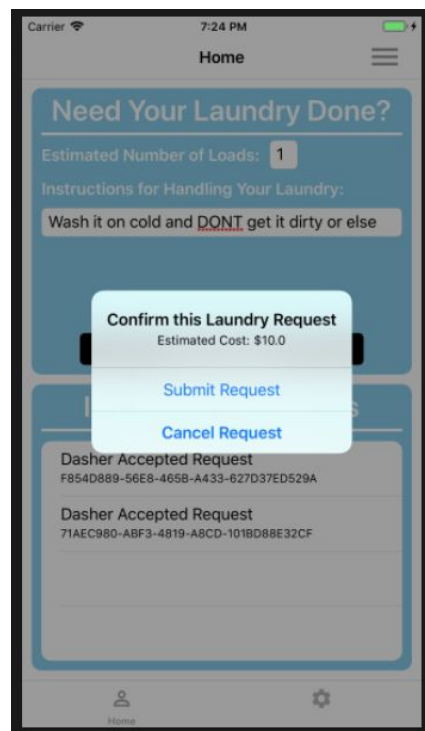 Carrier 7:24 PM
Home
Need Your Laundry Done?
Estimated Number of Loads: 1
Instructions for Handling Your Laundry:
Wash it on cold and DONT get it dirty or else
Confirm this Laundry Request
Estimated Cost: $10.0
Submit Request
Cancel Request
Dasher Accepted Request
F854D889-56E8-465B-A433-627D37ED529A
Dasher Accepted Request
71AEC980-ABF3-4819-A8CD-101BD88E32CF
Home